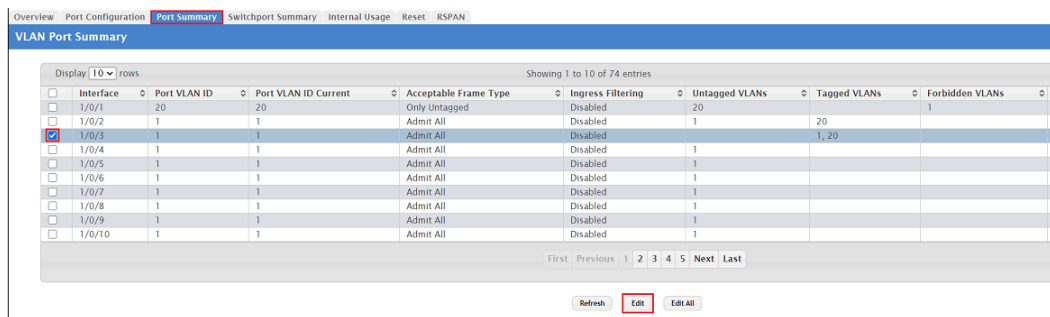 Overview Port Configuration Port Summary Switchport Summary Internal Usage Reset RSPAN
VLAN Port Summary
Display 10 rows Showing 1 to 10 of 74 entries
Interface Port VLAN ID Port VLAN ID Current Acceptable Frame Type Ingress Filtering Untagged VLANs Tagged VLANs Forbidden VLANs
1/0/1 20 20 Only Untagged Disabled 20 1
1/0/2 1 1 Admit All Disabled 1 20
1/0/3 1 1 Admit All Disabled 1, 20
1/0/4 1 1 Admit All Disabled 1
1/0/5 1 1 Admit All Disabled 1
1/0/6 1 1 Admit All Disabled 1
1/0/7 1 1 Admit All Disabled 1
1/0/8 1 1 Admit All Disabled 1
1/0/9 1 1 Admit All Disabled 1
1/0/10 1 1 Admit All Disabled 1
First Previous 1 2 3 4 5 Next Last
Refresh Edit Edit All